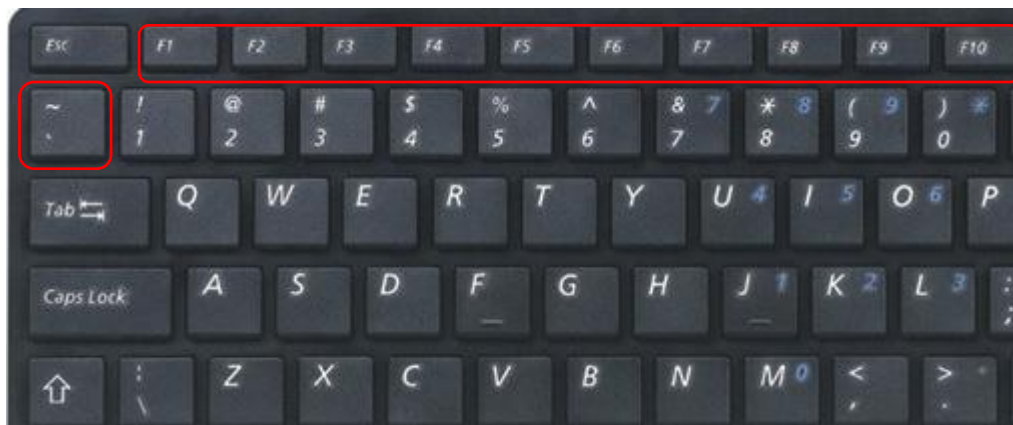 Esc F1 F2 F3 F4 F5 F6 F7 F8 F9 F10
~ ! @ # $ % ^ & 7 * 8 ( 9 ) *
` 1 2 3 4 5 6 7 8 9 0
Tab Q W E R T Y U 4 I 5 O 6 P
Caps Lock A S D F G H J 1 K 2 L 3 :
;
¦ Z X C V B N M 0 < >
\ , .